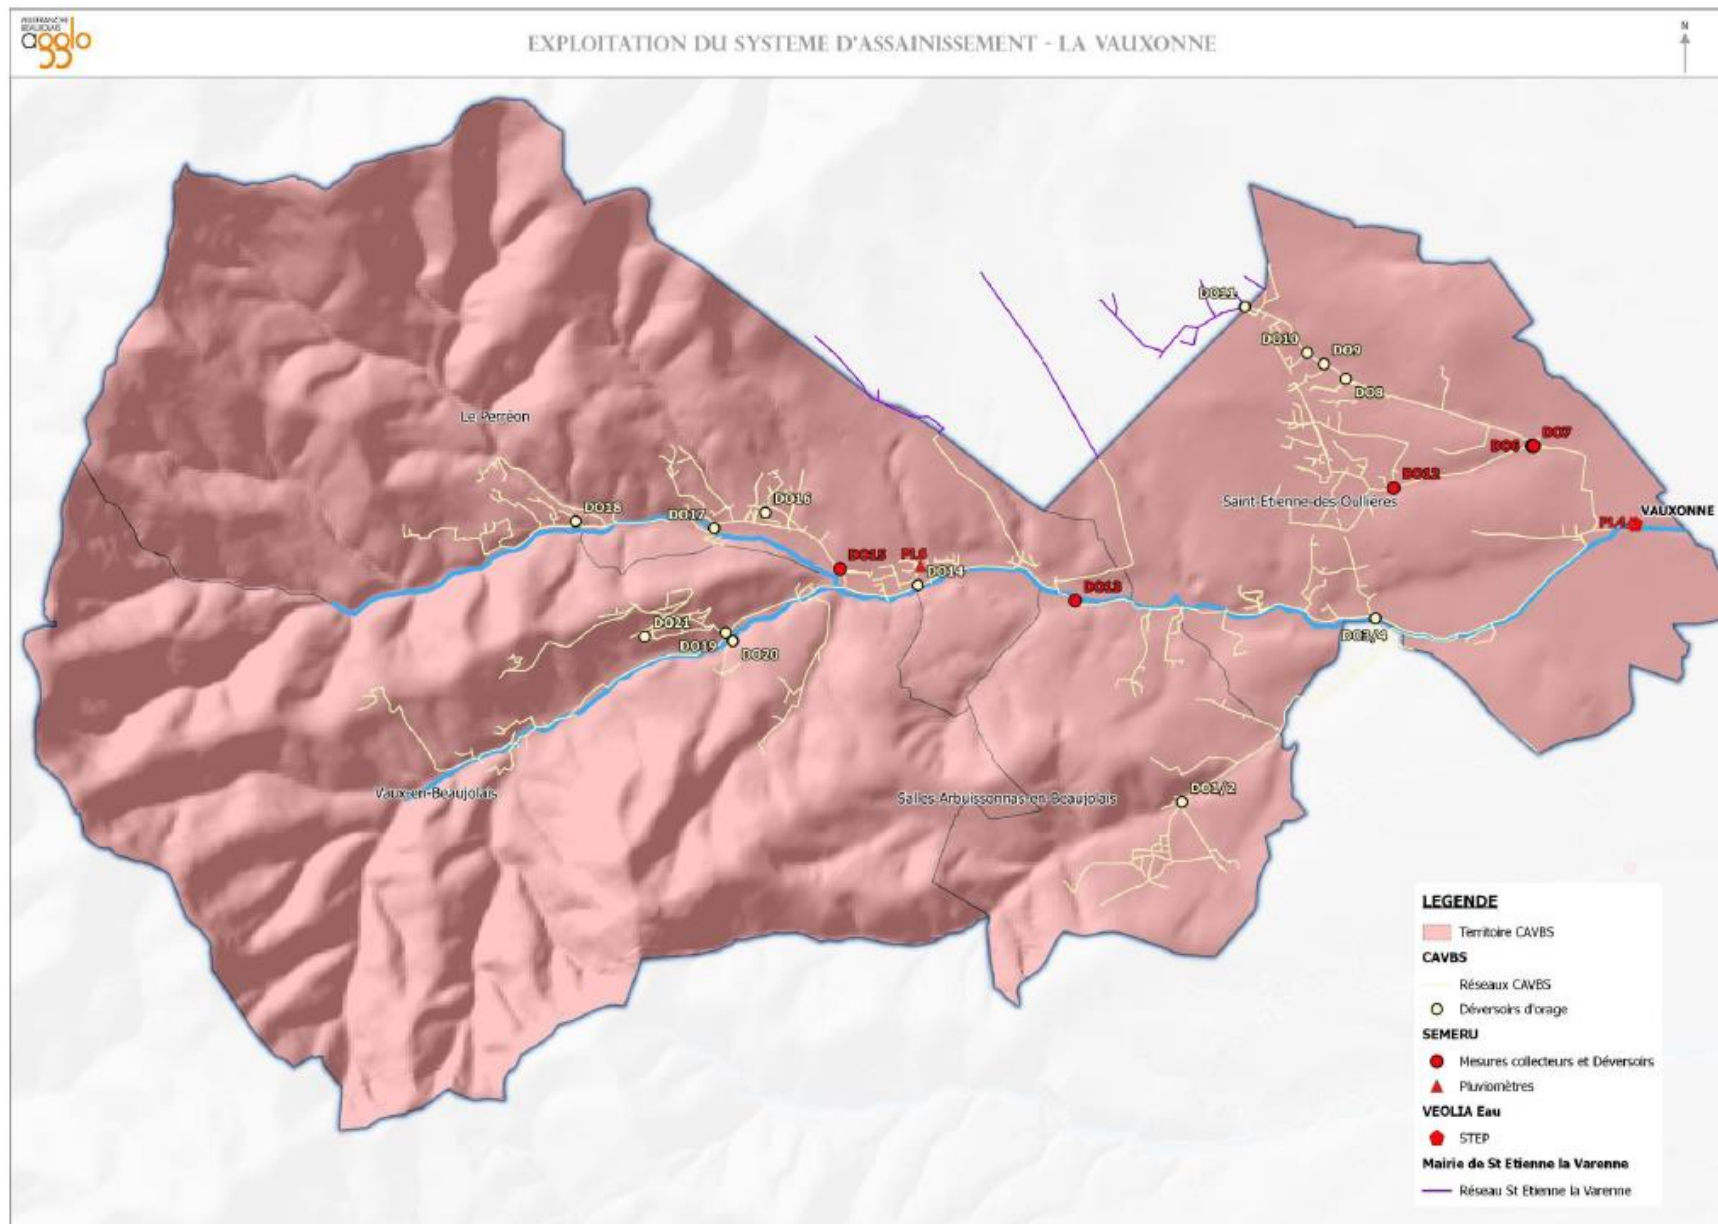 VILLEFRANCHE
BEAUJOLAIS
agglo
EXPLOITATION DU SYSTEME D'ASSAINISSEMENT - LA VAUXONNE
N
DO11
DO10
DO9
DO8
Le Perréon
DO7
DO6
DO12
DO16
Saint-Etienne-des-Oullières
DO18
DO17
VAUXONNE
PL4
DO15
DO14
DO13
DO21
DO19
DO20
DO3/4
Vaux-en-Beaujolais
Salles-Arbuissonnas-en-Beaujolais
DO1/2
LEGENDE
Territoire CAVBS
CAVBS
Réseaux CAVBS
Déversoirs d'orage
SEMERU
Mesures collecteurs et Déversoirs
Pluviomètres
VEOLIA Eau
STEP
Mairie de St Etienne la Varenne
Réseau St Etienne la Varenne